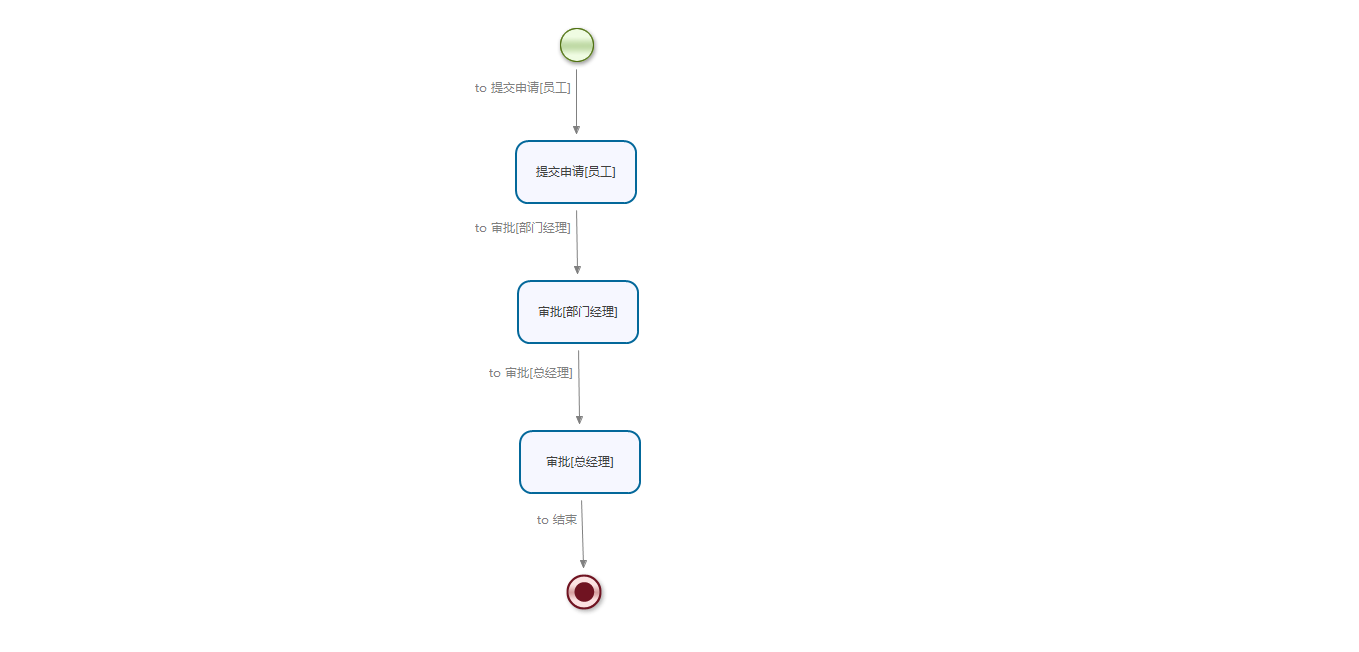 to 提交申请[员工]
提交申请[员工]
to 审批[部门经理]
审批[部门经理]
to 审批[总经理]
审批[总经理]
to 结束